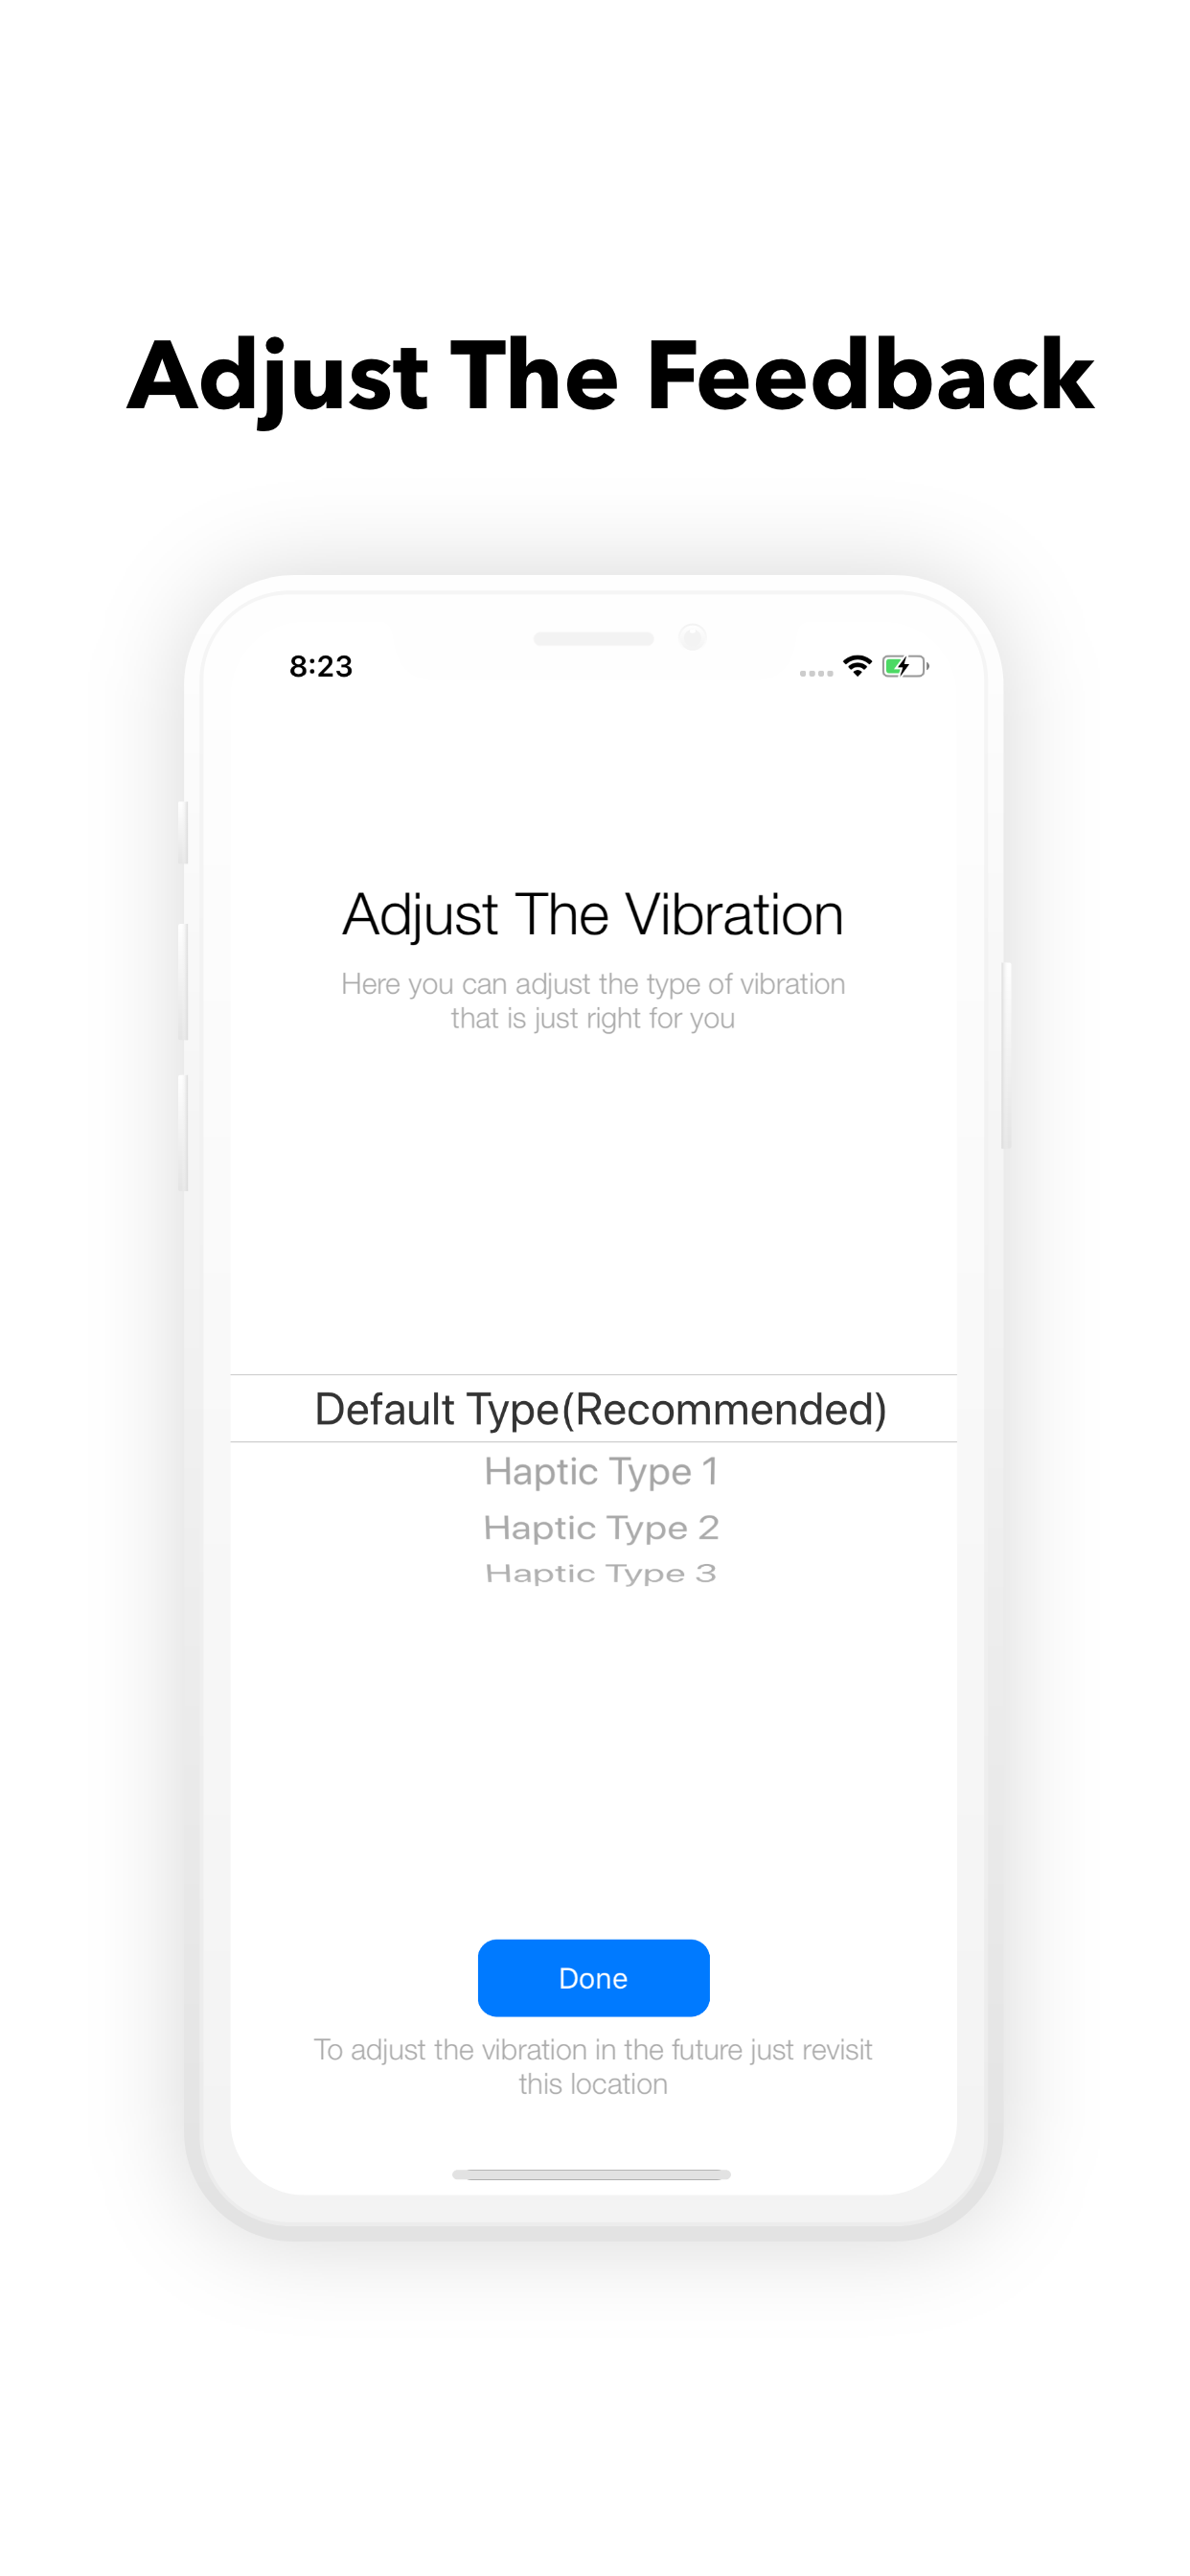 Adjust The Feedback
8:23
Adjust The Vibration
Here you can adjust the type of vibration
that is just right for you
Default Type(Recommended)
Haptic Type 1
Haptic Type 2
Haptic Type 3
Done
To adjust the vibration in the future just revisit
this location